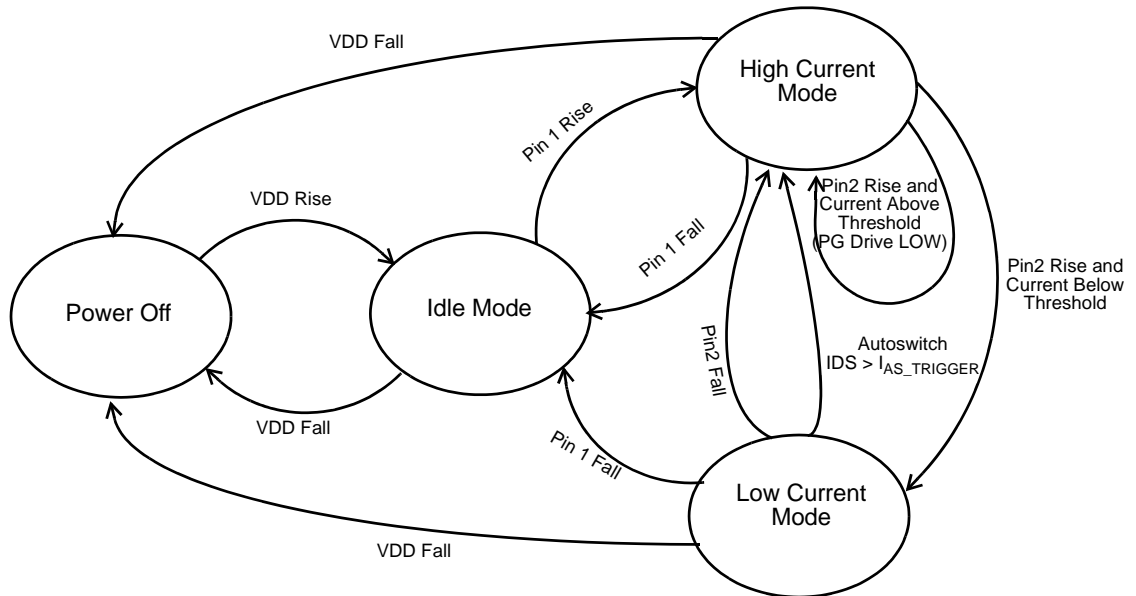 VDD Fall
High Current
Mode
Pin 1 Rise
VDD Rise
Pin2 Rise and
Current Above
Threshold
(PG Drive LOW)
Pin 1 Fall
Pin2 Rise and
Current Below
Threshold
Power Off
Idle Mode
Pin2 Fall
Autoswitch
IDS > I_AS_TRIGGER
VDD Fall
Pin 1 Fall
Low Current
Mode
VDD Fall